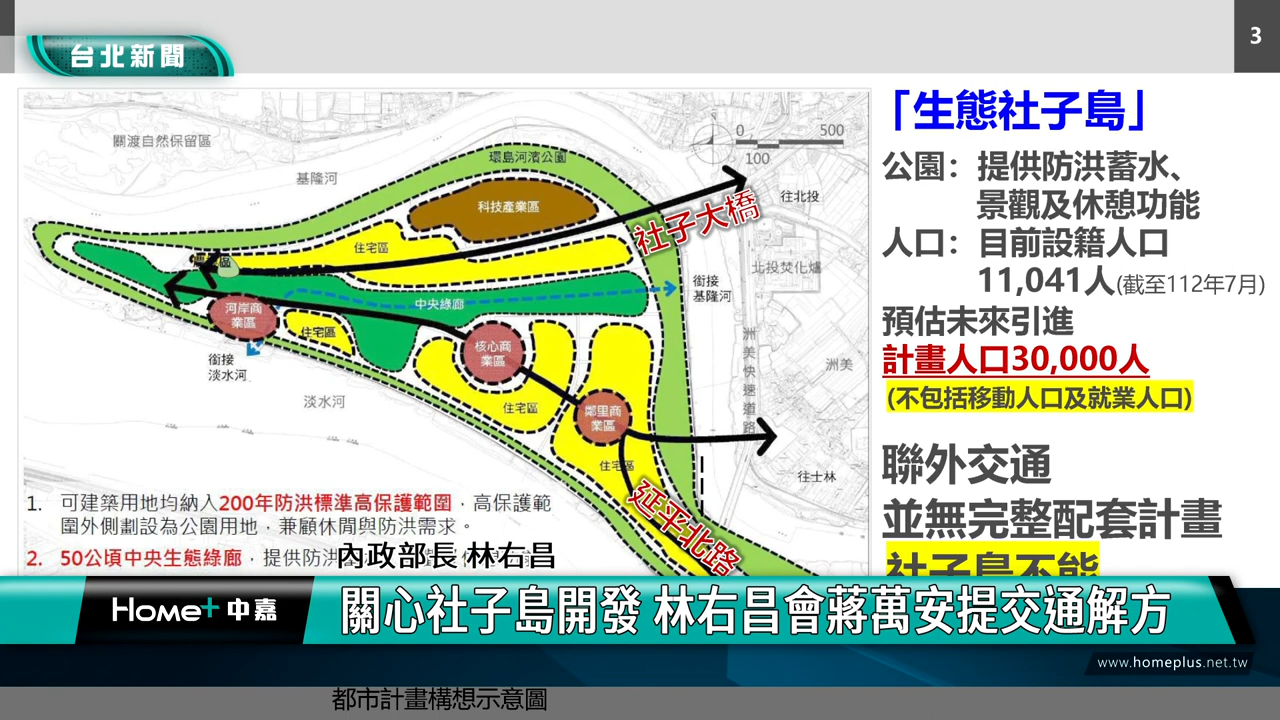 3
台北新聞
「生態社子島」
公園：提供防洪蓄水、
景觀及休憩功能
人口：目前設籍人口
11,041人(截至112年7月)
預估未來引進
計畫人口30,000人
(不包括移動人口及就業人口)
聯外交通
並無完整配套計畫
社子島不能
0
500
100
關渡自然保留區
基隆河
環島河濱公園
科技產業區
住宅區
社子大橋
往北投
北投焚化爐
銜接
基隆河
中央綠廊
河岸商
業區
住宅區
核心商
業區
銜接
淡水河
淡水河
住宅區
鄰里商
業區
住宅區
洲美快速道路
洲美
往士林
延平北路
1. 可建築用地均納入200年防洪標準高保護範圍，高保護範
圍外側劃設為公園用地，兼顧休閒與防洪需求。
2. 50公頃中央生態綠廊，提供防洪
內政部長 林右昌
Home+ 中嘉
關心社子島開發 林右昌會蔣萬安提交通解方
www.homeplus.net.tw
都市計畫構想示意圖